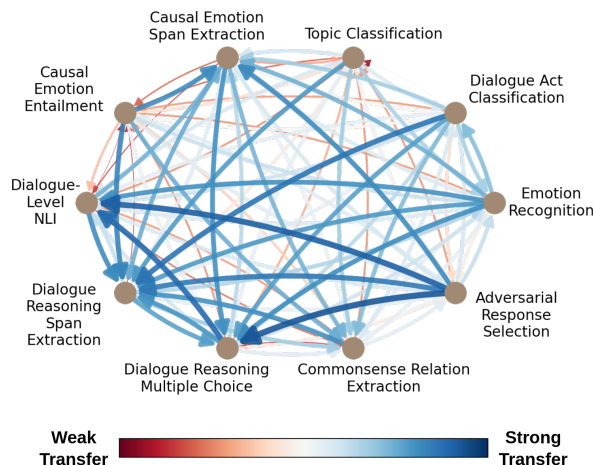 Causal Emotion
Span Extraction
Topic Classification
Causal
Emotion
Entailment
Dialogue Act
Classification
Dialogue-
Level
NLI
Emotion
Recognition
Dialogue
Reasoning
Span
Extraction
Adversarial
Response
Selection
Dialogue Reasoning
Multiple Choice
Commonsense Relation
Extraction
Weak
Transfer
Strong
Transfer